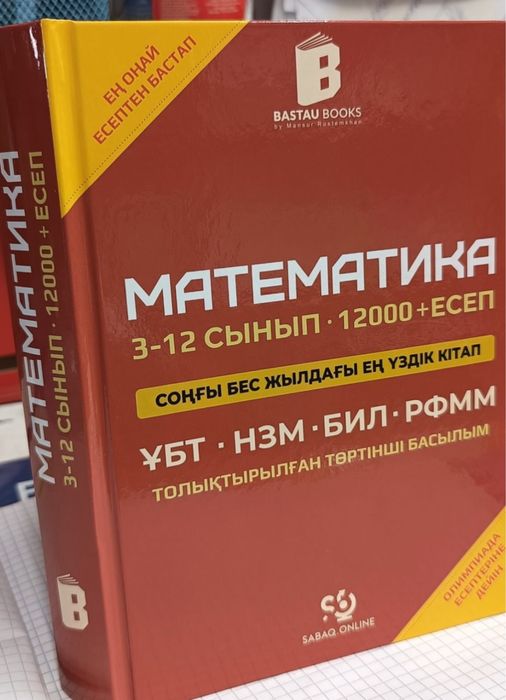 ЕҢ ОҢАЙ
ЕСЕПТЕН БАСТАП
B
BASTAU BOOKS
by Mansur Rustemkhan
МАТЕМАТИКА
3-12 СЫНЫП · 12000+ЕСЕП
СОҢҒЫ БЕС ЖЫЛДАҒЫ ЕҢ ҮЗДІК КІТАП
ҰБТ · НЗМ · БИЛ · РФММ
ТОЛЫҚТЫРЫЛҒАН ТӨРТІНШІ БАСЫЛЫМ
SABAQ.ONLINE
ОЛИМПИАДА
ЕСЕПТЕРІНЕ
ДЕЙІН
МАТЕМАТИКА
3-12 СЫНЫП · 12000+ЕСЕП
B